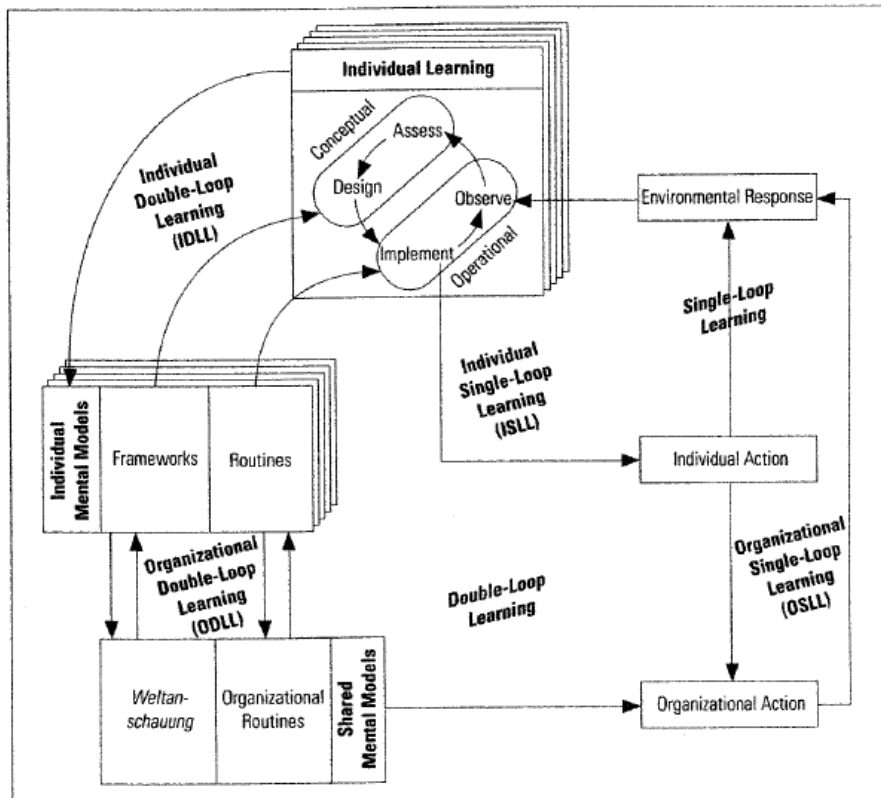 Individual Learning
Conceptual
Assess
Design
Observe
Implement
Operational
Individual
Double-Loop
Learning
(IDLL)
Environmental Response
Single-Loop
Learning
Individual
Single-Loop
Learning
(ISLL)
Individual
Mental Models
Frameworks
Routines
Individual Action
Organizational
Double-Loop
Learning
(ODLL)
Double-Loop
Learning
Organizational
Single-Loop
Learning
(OSLL)
Weltan-
schauung
Organizational
Routines
Shared
Mental Models
Organizational Action